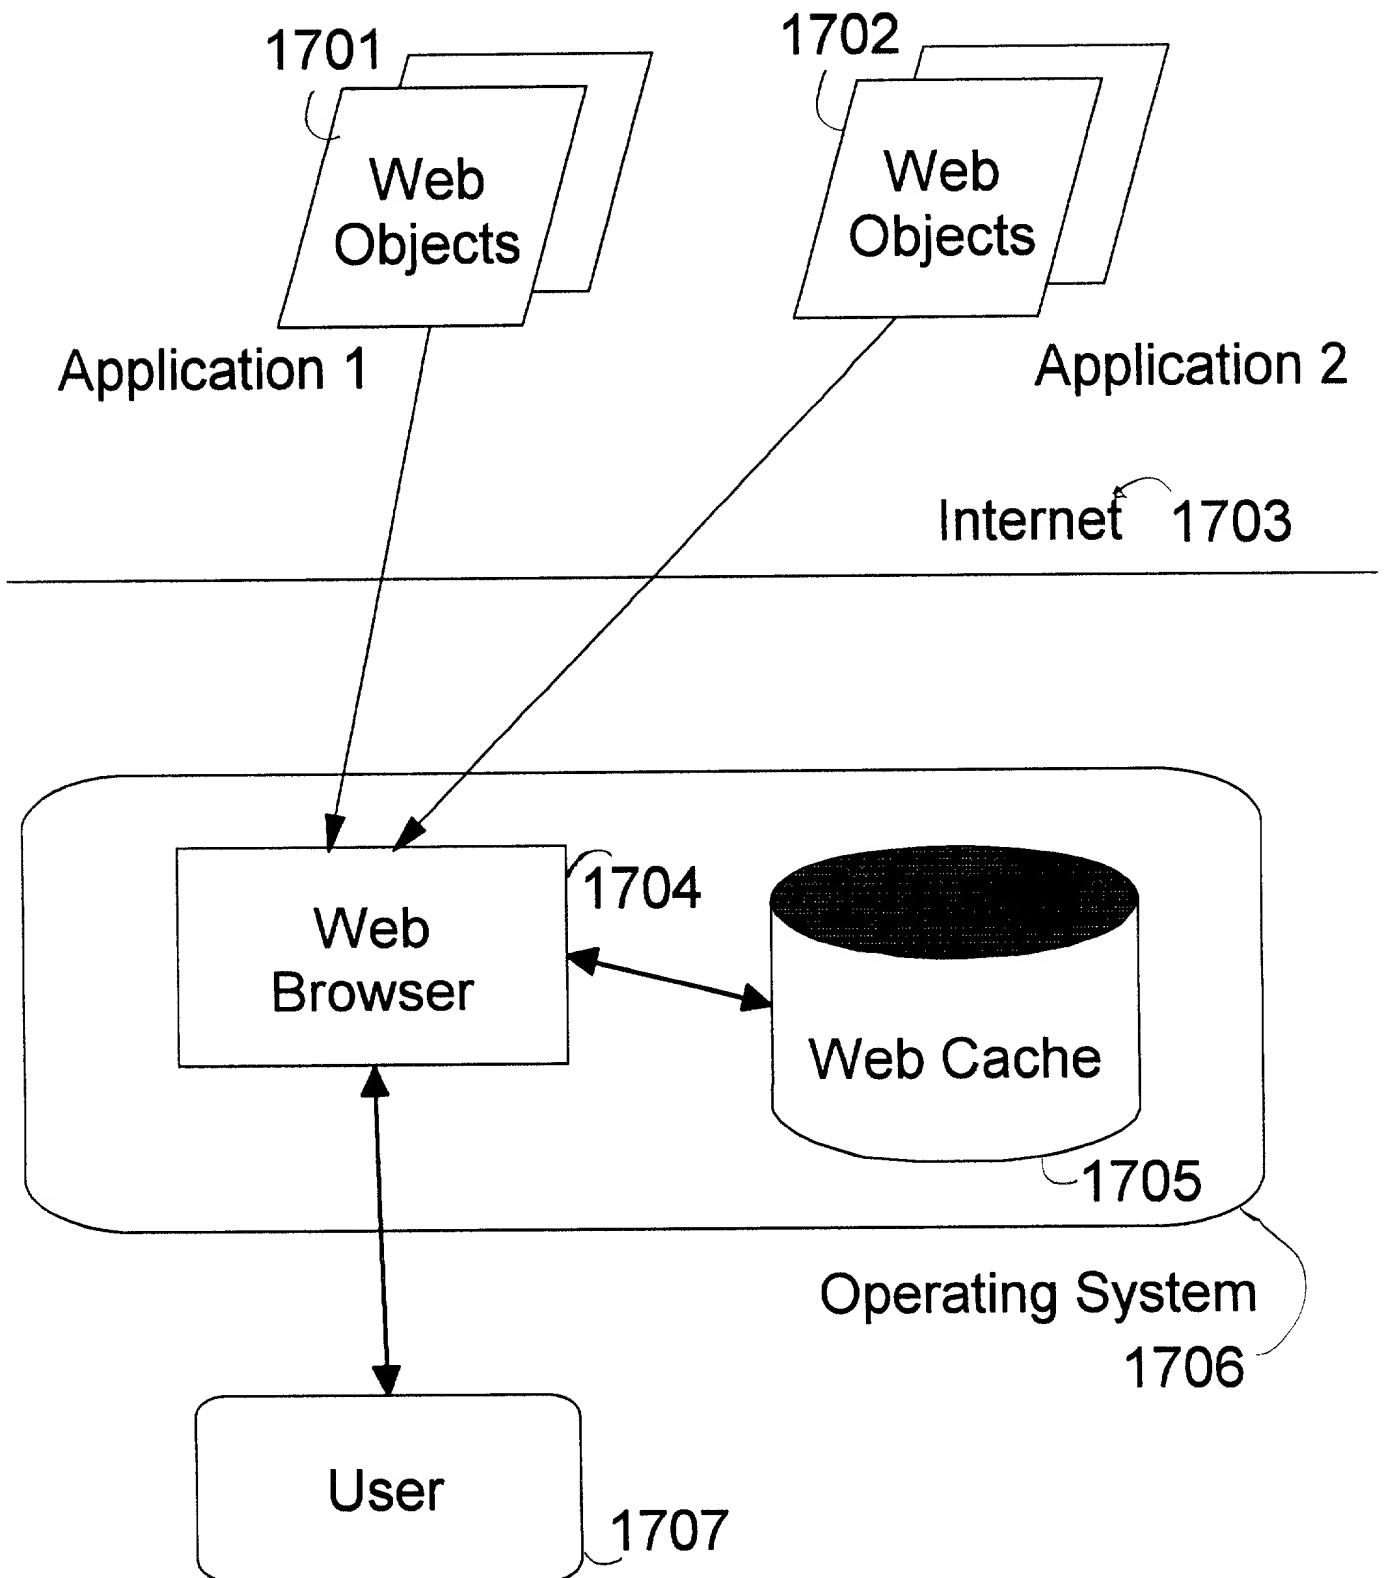 1701
1702
Web
Objects
Web
Objects
Application 1
Application 2
Internet 1703
1704
Web
Browser
Web Cache
1705
Operating System
1706
User
1707